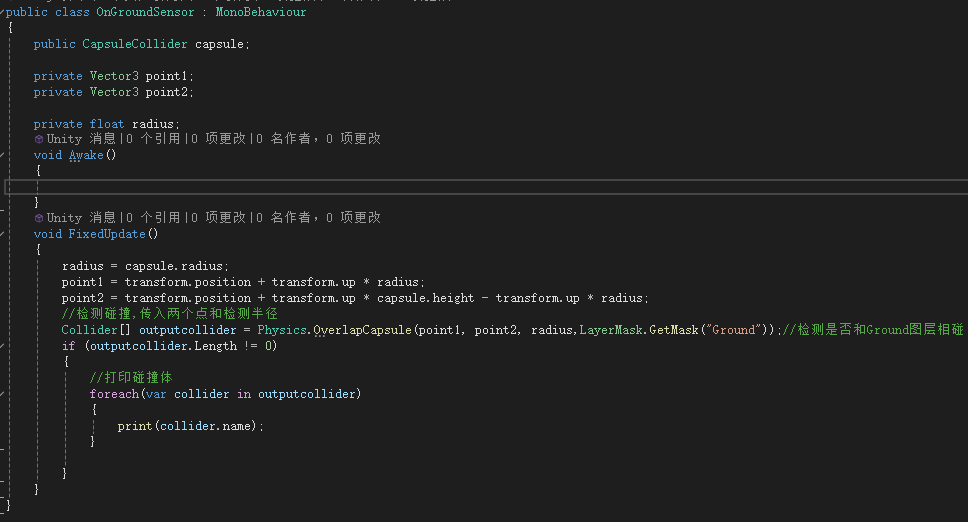 public class OnGroundSensor : MonoBehaviour
{
public CapsuleCollider capsule;
private Vector3 point1;
private Vector3 point2;
private float radius;
Unity 消息|0 个引用|0 项更改|0 名作者, 0 项更改
void Awake()
{
}
Unity 消息|0 个引用|0 项更改|0 名作者, 0 项更改
void FixedUpdate()
{
radius = capsule.radius;
point1 = transform.position + transform.up * radius;
point2 = transform.position + transform.up * capsule.height - transform.up * radius;
//检测碰撞,传入两个点和检测半径
Collider[] outputcollider = Physics.OverlapCapsule(point1, point2, radius,LayerMask.GetMask("Ground"));//检测是否和Ground图层相碰
if (outputcollider.Length != 0)
{
//打印碰撞体
foreach(var collider in outputcollider)
{
print(collider.name);
}
}
}
}